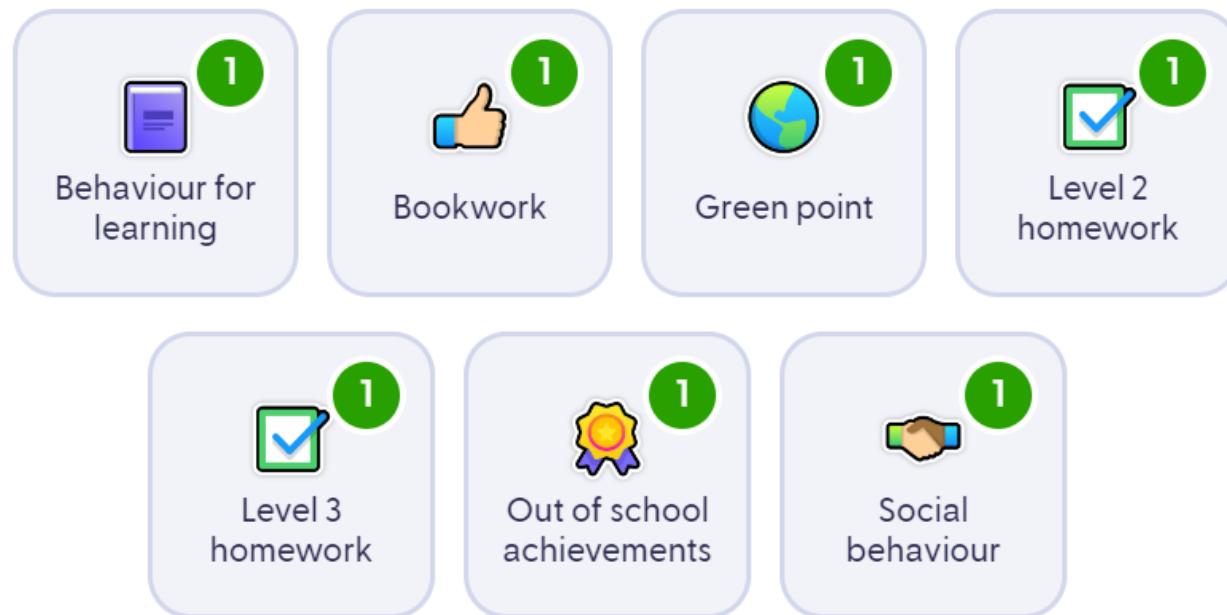 1
Behaviour for
learning
1
Bookwork
1
Green point
1
Level 2
homework
1
Level 3
homework
1
Out of school
achievements
1
Social
behaviour